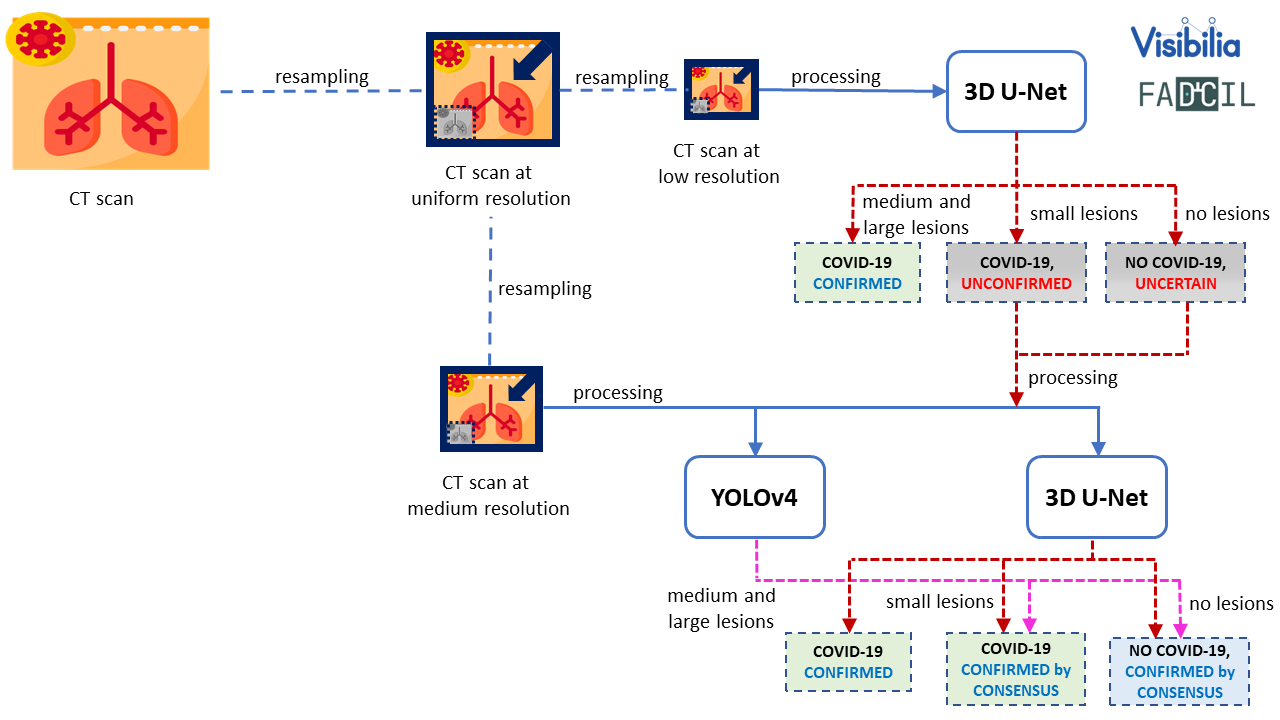 Visibilia
FADCIL
resampling
resampling
processing
3D U-Net
CT scan
CT scan at
uniform resolution
CT scan at
low resolution
medium and
large lesions
small lesions
no lesions
COVID-19
CONFIRMED
COVID-19,
UNCONFIRMED
NO COVID-19,
UNCERTAIN
resampling
processing
processing
CT scan at
medium resolution
YOLOv4
3D U-Net
medium and
large lesions
small lesions
no lesions
COVID-19
CONFIRMED
COVID-19
CONFIRMED by
CONSENSUS
NO COVID-19,
CONFIRMED by
CONSENSUS